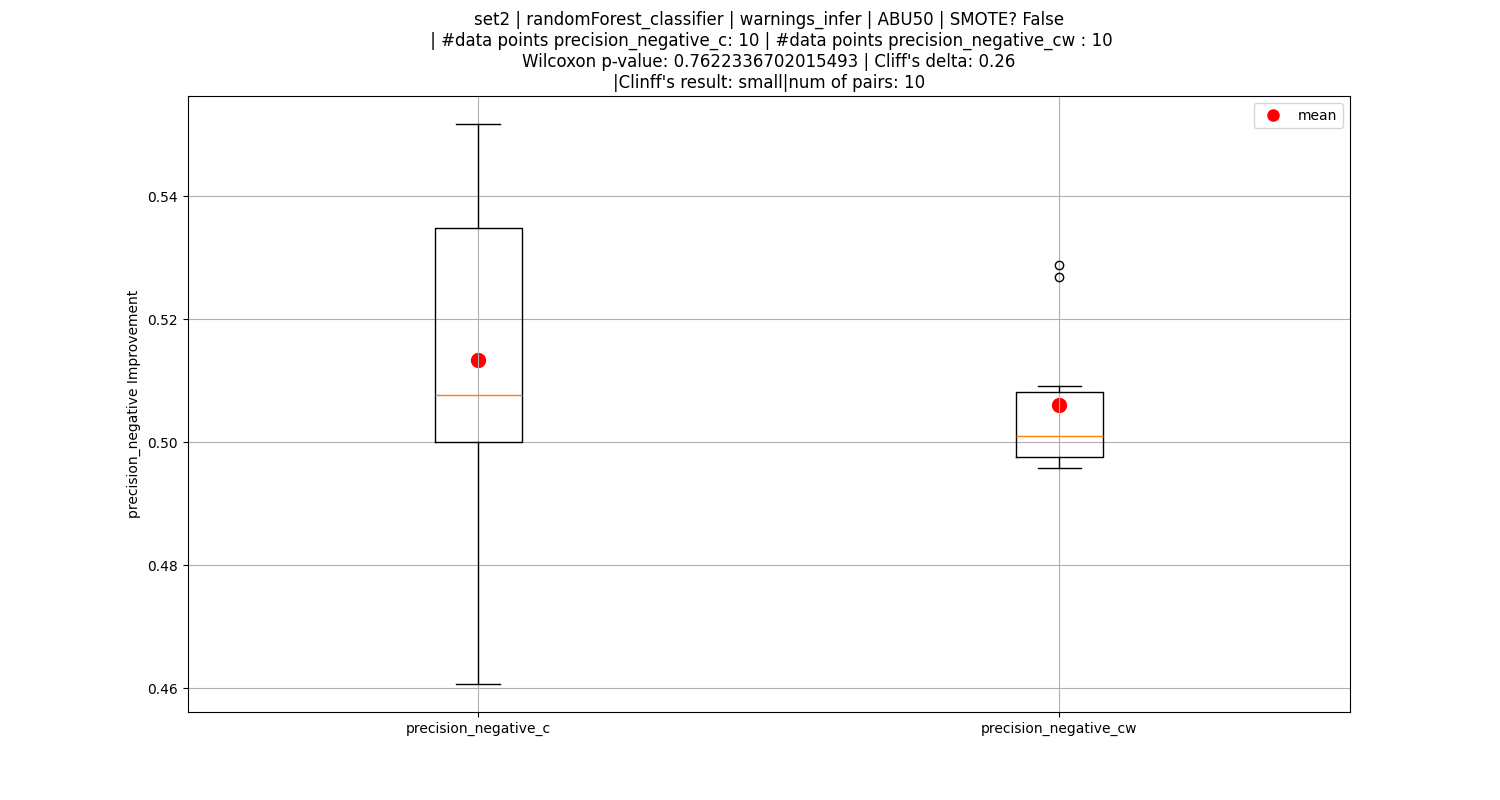 set2 | randomForest_classifier | warnings_infer | ABU50 | SMOTE? False
| #data points precision_negative_c: 10 | #data points precision_negative_cw : 10
Wilcoxon p-value: 0.7622336702015493 | Cliff's delta: 0.26
|Clinff's result: small|num of pairs: 10
mean
0.54
0.52
0.50
0.48
0.46
precision_negative Improvement
precision_negative_c
precision_negative_cw